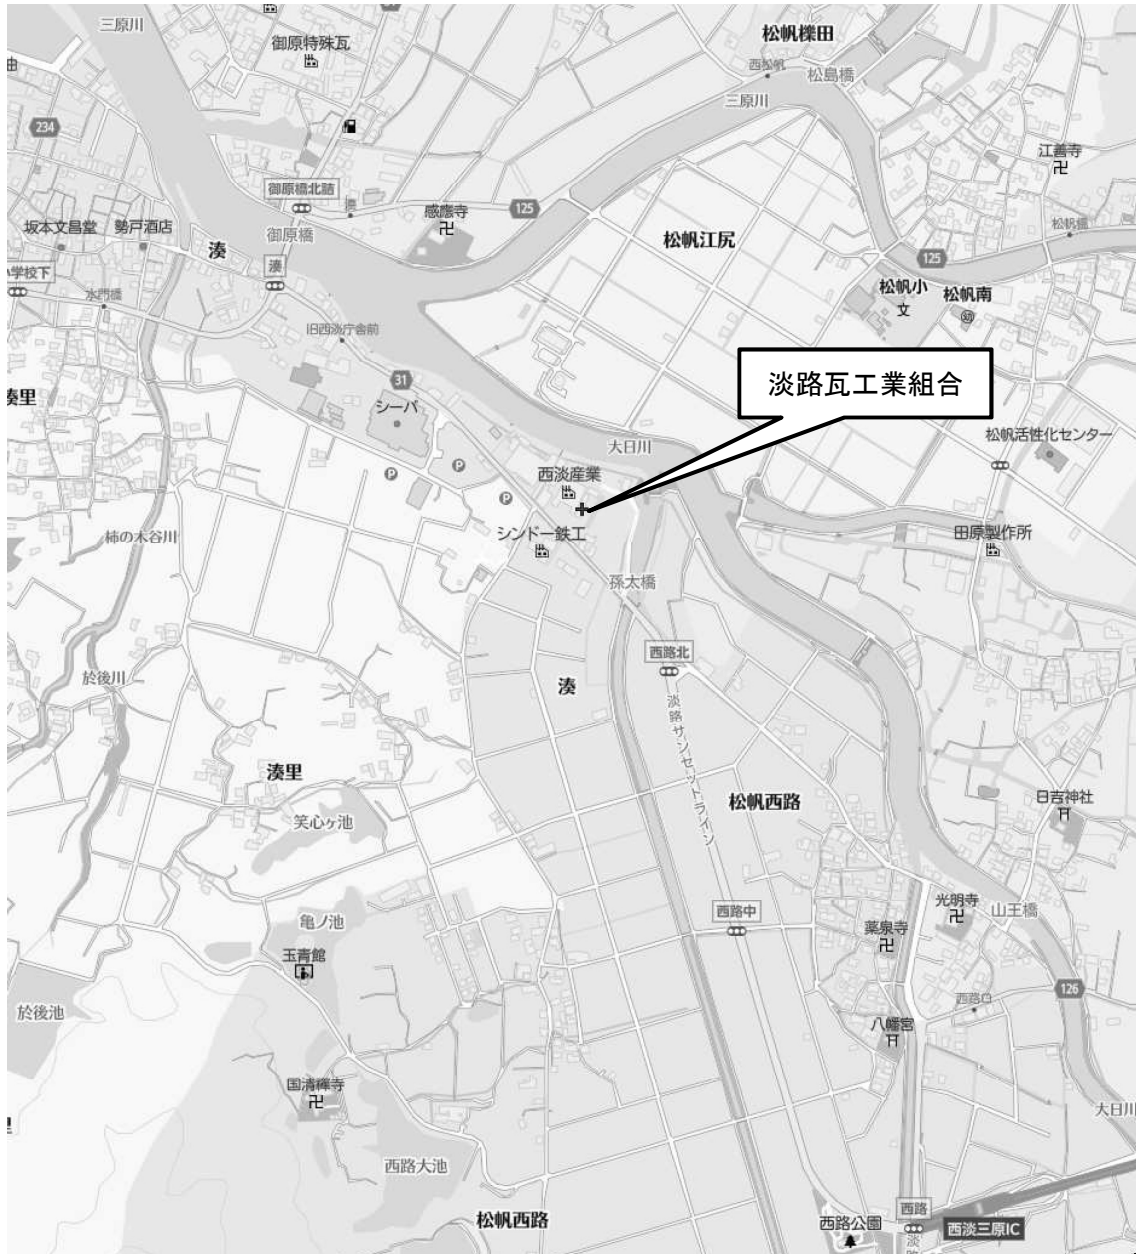 三原川
御原特殊瓦
松帆櫟田
西松帆
松島橋
三原川
由
234
江善寺
御原橋北詰
湊
125
感應寺
坂本文昌堂
勢戸酒店
湊
御原橋
松帆江尻
松帆橋
湊
125
小学校下
水門橋
松帆小
文
松帆南
旧西淡庁舎前
淡路瓦工業組合
31
湊里
シーパ
大日川
松帆活性化センター
P
P
西淡産業
P
柿の木谷川
シンドー鉄工
田原製作所
孫太橋
西路北
於後川
湊
淡路サンセットライン
湊里
松帆西路
日吉神社
笑心ヶ池
光明寺
西路中
山王橋
亀ノ池
薬泉寺
玉青館
126
西路口
於後池
八幡宮
国清禅寺
里
大日川
西路大池
西路
松帆西路
西路公園
西淡三原IC
淡路